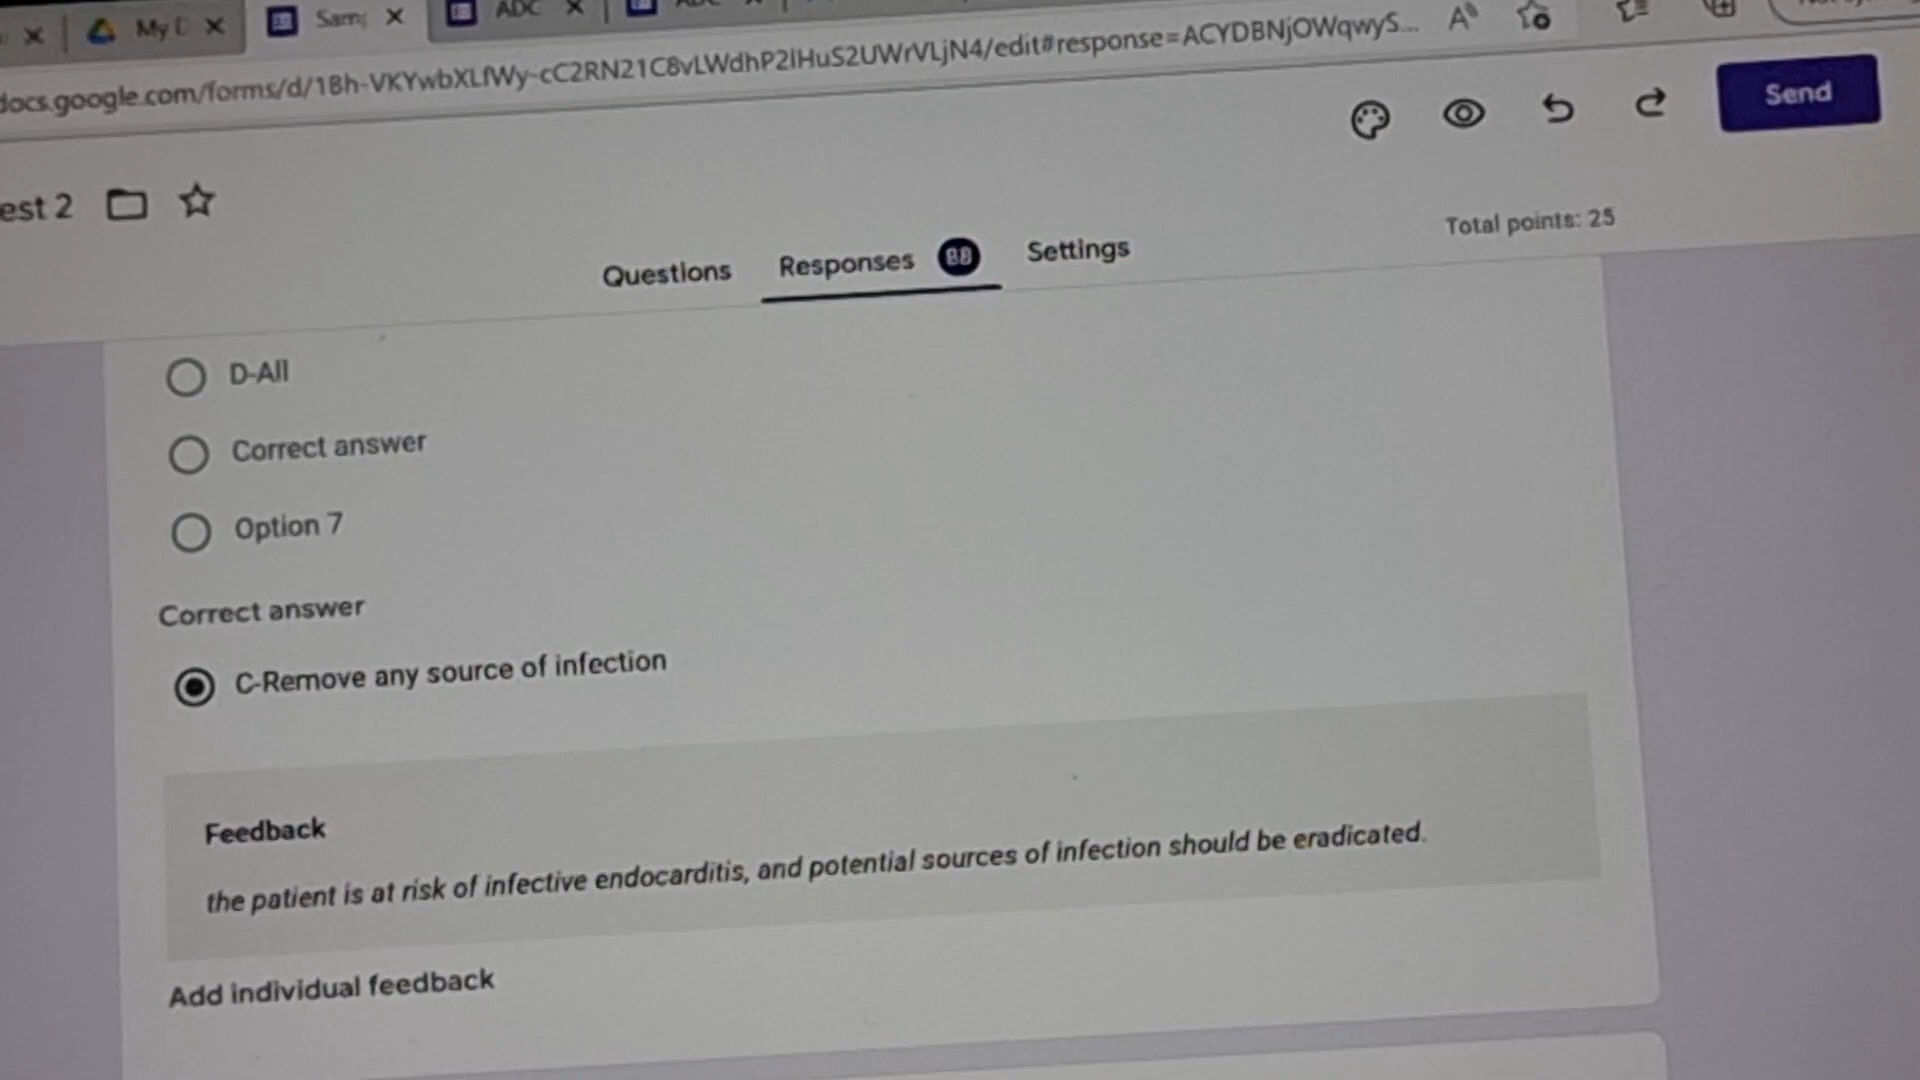 My D
Sam
ADC
docs.google.com/forms/d/1Bh-VKYwbXLfWy-cC2RN21C8vLWdhP2IHuS2UWrVLjN4/edit#response=ACYDBNjOWqwyS...
Send
est 2
Total points: 25
Questions
Responses
Settings
D-All
Correct answer
Option 7
Correct answer
C-Remove any source of infection
Feedback
the patient is at risk of infective endocarditis, and potential sources of infection should be eradicated.
Add individual feedback